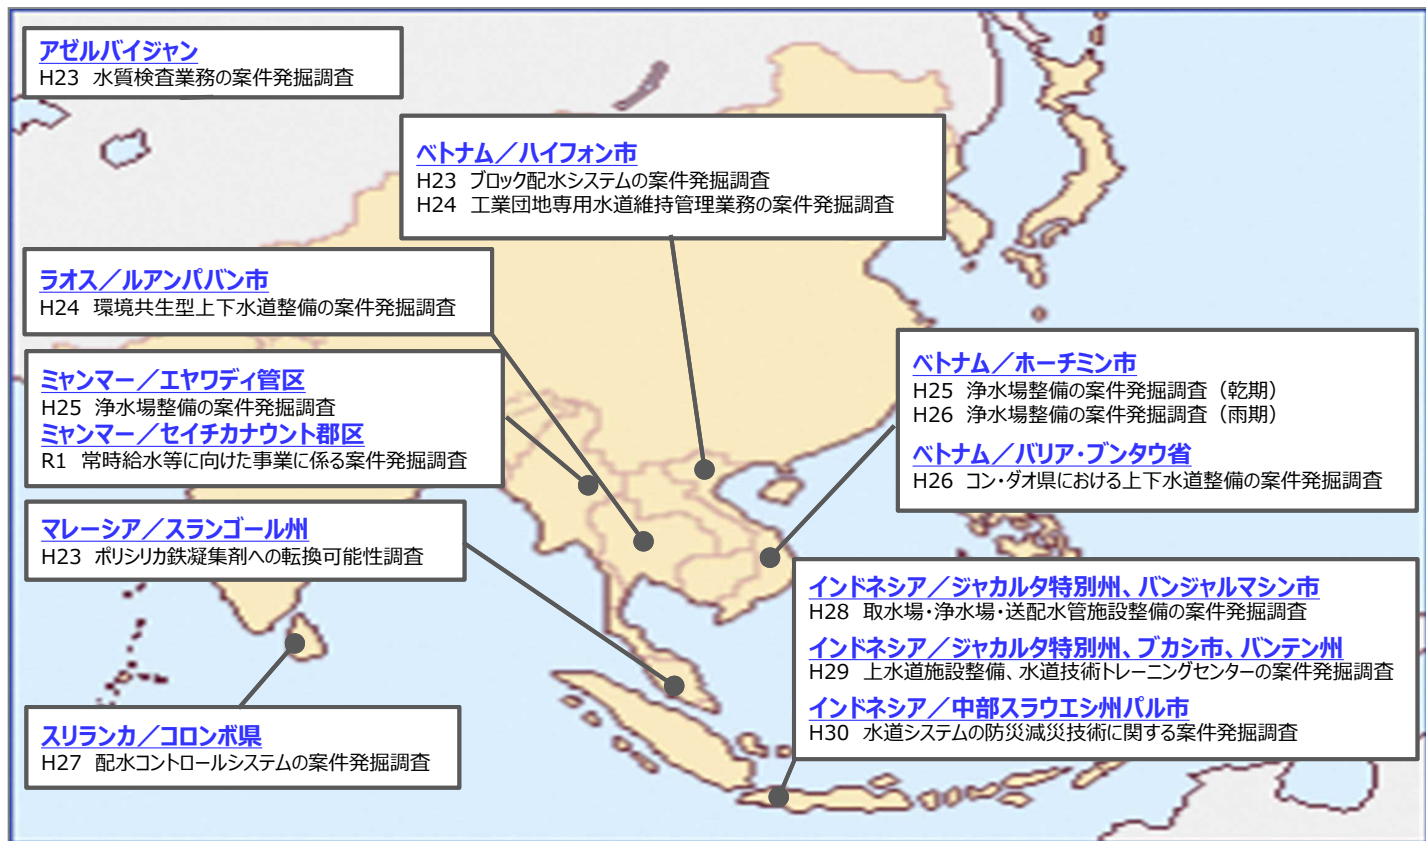 アゼルバイジャン
H23 水質検査業務の案件発掘調査
ベトナム／ハイフォン市
H23 ブロック配水システムの案件発掘調査
H24 工業団地専用水道維持管理業務の案件発掘調査
ラオス／ルアンパバン市
H24 環境共生型上下水道整備の案件発掘調査
ミャンマー／エヤワディ管区
H25 浄水場整備の案件発掘調査
ミャンマー／セイチカナウント郡区
R1 常時給水等に向けた事業に係る案件発掘調査
ベトナム／ホーチミン市
H25 浄水場整備の案件発掘調査（乾期）
H26 浄水場整備の案件発掘調査（雨期）
ベトナム／バリア・ブンタウ省
H26 コン・ダオ県における上下水道整備の案件発掘調査
マレーシア／スランゴール州
H23 ポリシリカ鉄凝集剤への転換可能性調査
インドネシア／ジャカルタ特別州、バンジャルマシン市
H28 取水場・浄水場・送配水管施設整備の案件発掘調査
インドネシア／ジャカルタ特別州、ブカシ市、バンテン州
H29 上水道施設整備、水道技術トレーニングセンターの案件発掘調査
インドネシア／中部スラウエシ州パル市
H30 水道システムの防災減災技術に関する案件発掘調査
スリランカ／コロンボ県
H27 配水コントロールシステムの案件発掘調査